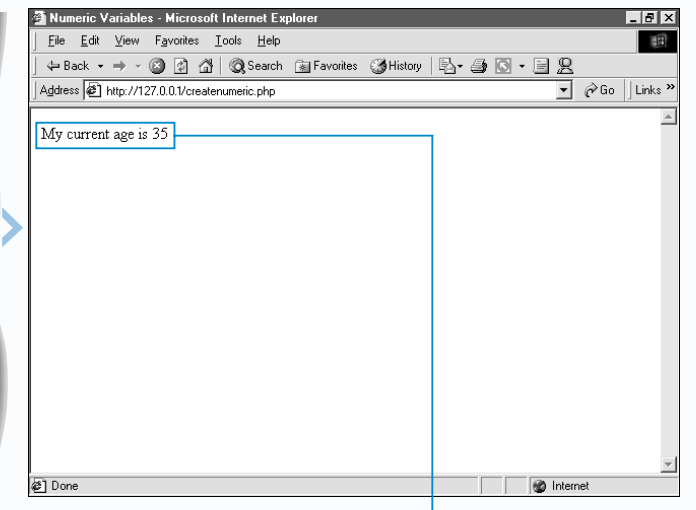 Numeric Variables - Microsoft Internet Explorer
File Edit View Favorites Tools Help
Back Search Favorites History
Address http://127.0.0.1/createnumeric.php Go Links »
My current age is 35
Done Internet